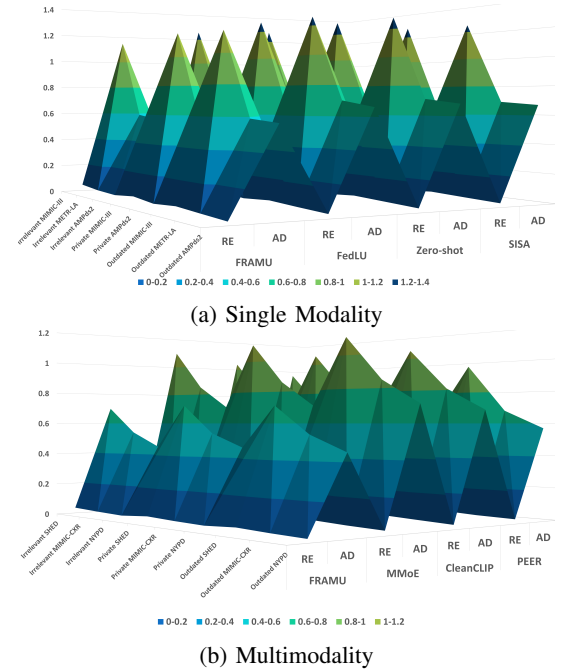 1.4
1.2
1
0.8
0.6
0.4
0.2
0
Irrelevant MIMIC-III
Irrelevant METR-LA
Irrelevant AMPds2
Private MIMIC-III
Private AMPds2
Outdated MIMIC-III
Outdated METR-LA
Outdated AMPds2
RE AD RE AD RE AD RE AD
FRAMU FedLU Zero-shot SISA
0-0.2 0.2-0.4 0.4-0.6 0.6-0.8 0.8-1 1-1.2 1.2-1.4
(a) Single Modality
1.2
1
0.8
0.6
0.4
0.2
0
Irrelevant SHED
Irrelevant MIMIC-CXR
Irrelevant NYPD
Private SHED
Private MIMIC-CXR
Private NYPD
Outdated SHED
Outdated MIMIC-CXR
Outdated NYPD
RE AD RE AD RE AD RE AD
FRAMU MMoE CleanCLIP PEER
0-0.2 0.2-0.4 0.4-0.6 0.6-0.8 0.8-1 1-1.2
(b) Multimodality